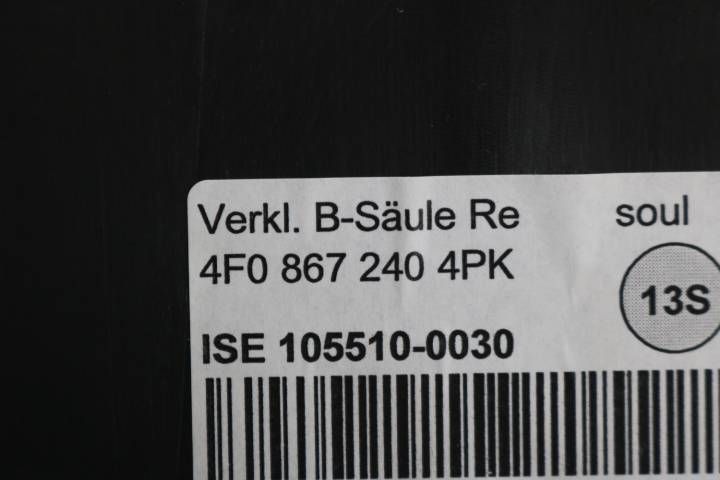 Verkl. B-Säule Re soul
4F0 867 240 4PK
13S
ISE 105510-0030